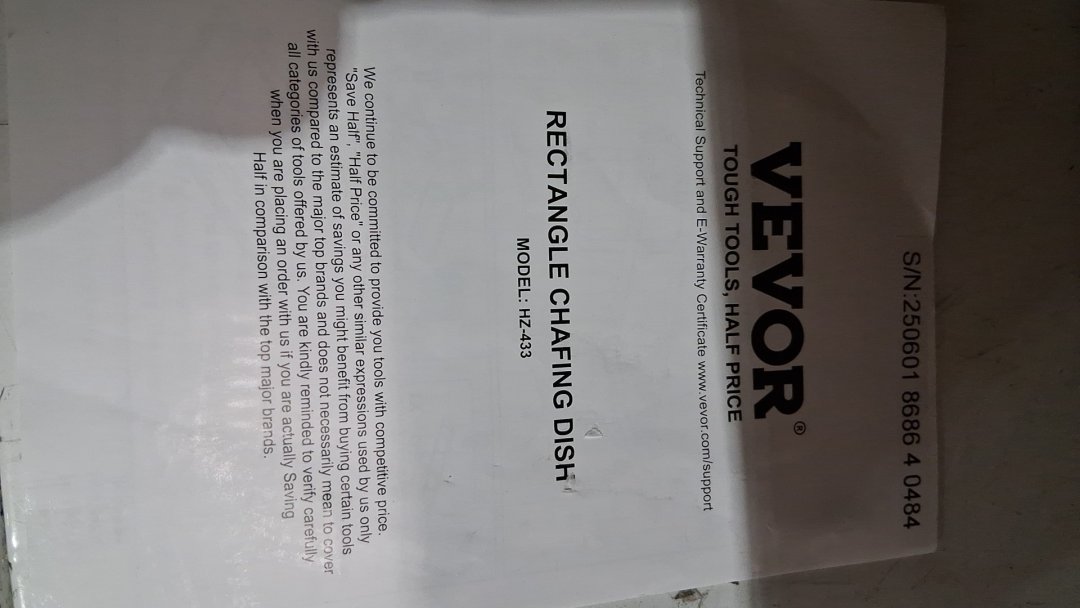 S/N:250601 8686 4 0484
VEVOR®
TOUGH TOOLS, HALF PRICE
Technical Support and E-Warranty Certificate www.vevor.com/support
RECTANGLE CHAFING DISH
MODEL: HZ-433
We continue to be committed to provide you tools with competitive price.
"Save Half", "Half Price" or any other similar expressions used by us only
represents an estimate of savings you might benefit from buying certain tools
with us compared to the major top brands and does not necessarily mean to cover
all categories of tools offered by us. You are kindly reminded to verify carefully
when you are placing an order with us if you are actually Saving
Half in comparison with the top major brands.